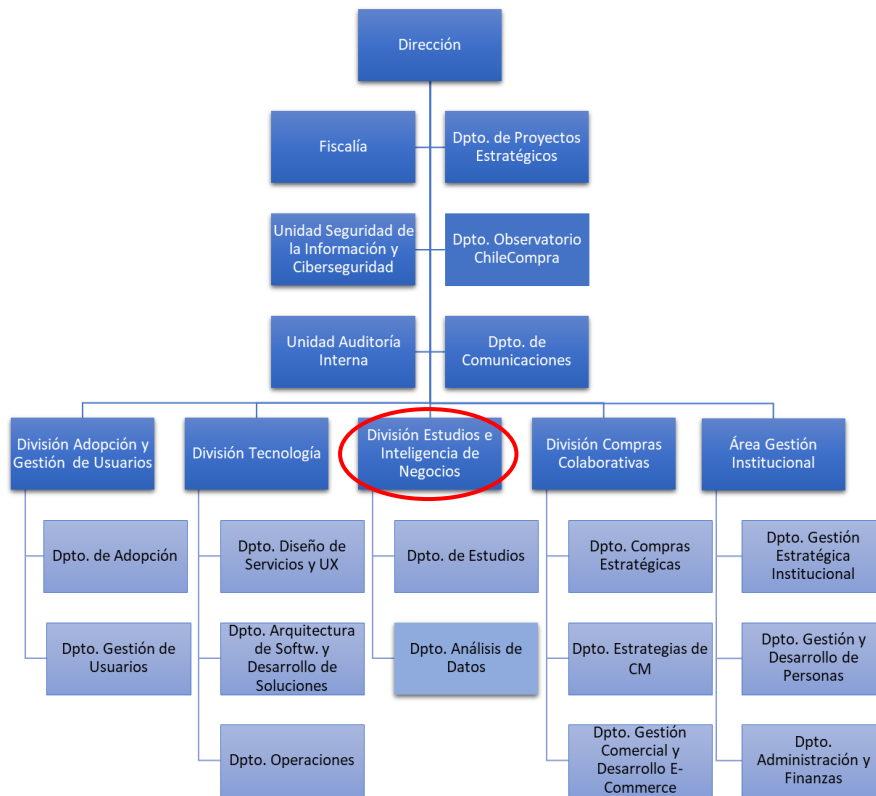 Dirección
Fiscalía
Dpto. de Proyectos
Estratégicos
Unidad Seguridad de
la Información y
Ciberseguridad
Dpto. Observatorio
ChileCompra
Unidad Auditoría
Interna
Dpto. de
Comunicaciones
División Adopción y
Gestión de Usuarios
División Tecnología
División Estudios e
Inteligencia de
Negocios
División Compras
Colaborativas
Área Gestión
Institucional
Dpto. de Adopción
Dpto. Gestión de
Usuarios
Dpto. Diseño de
Servicios y UX
Dpto. Arquitectura
de Softw. y
Desarrollo de
Soluciones
Dpto. Operaciones
Dpto. de Estudios
Dpto. Análisis de
Datos
Dpto. Compras
Estratégicas
Dpto. Estrategias de
CM
Dpto. Gestión
Comercial y
Desarrollo E-
Commerce
Dpto. Gestión
Estratégica
Institucional
Dpto. Gestión y
Desarrollo de
Personas
Dpto.
Administración y
Finanzas